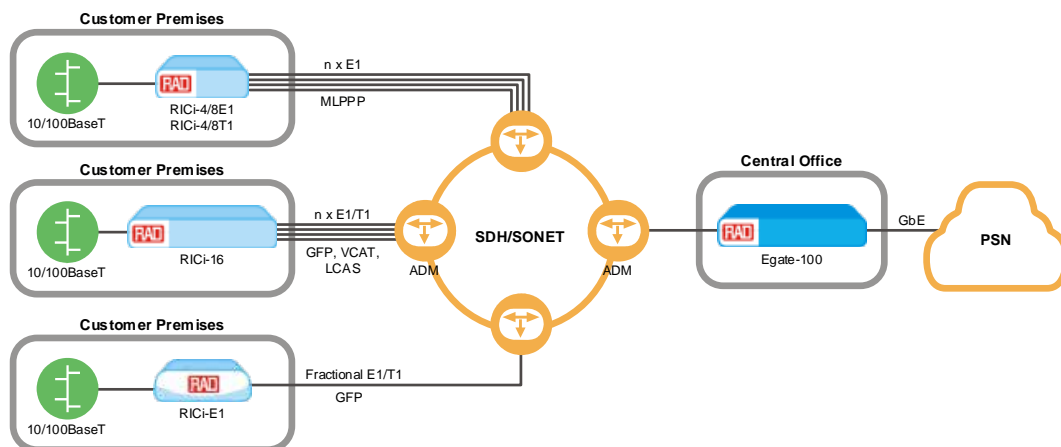 Customer Premises
n x E1
RAD
MLPPP
10/100BaseT
RICi-4/8E1
RICi-4/8T1
Customer Premises
n x E1/T1
RAD
GFP, VCAT,
LCAS
10/100BaseT
RICi-16
ADM
SDH/SONET
ADM
Central Office
RAD
Egate-100
GbE
PSN
Customer Premises
Fractional E1/T1
RAD
GFP
10/100BaseT
RICi-E1